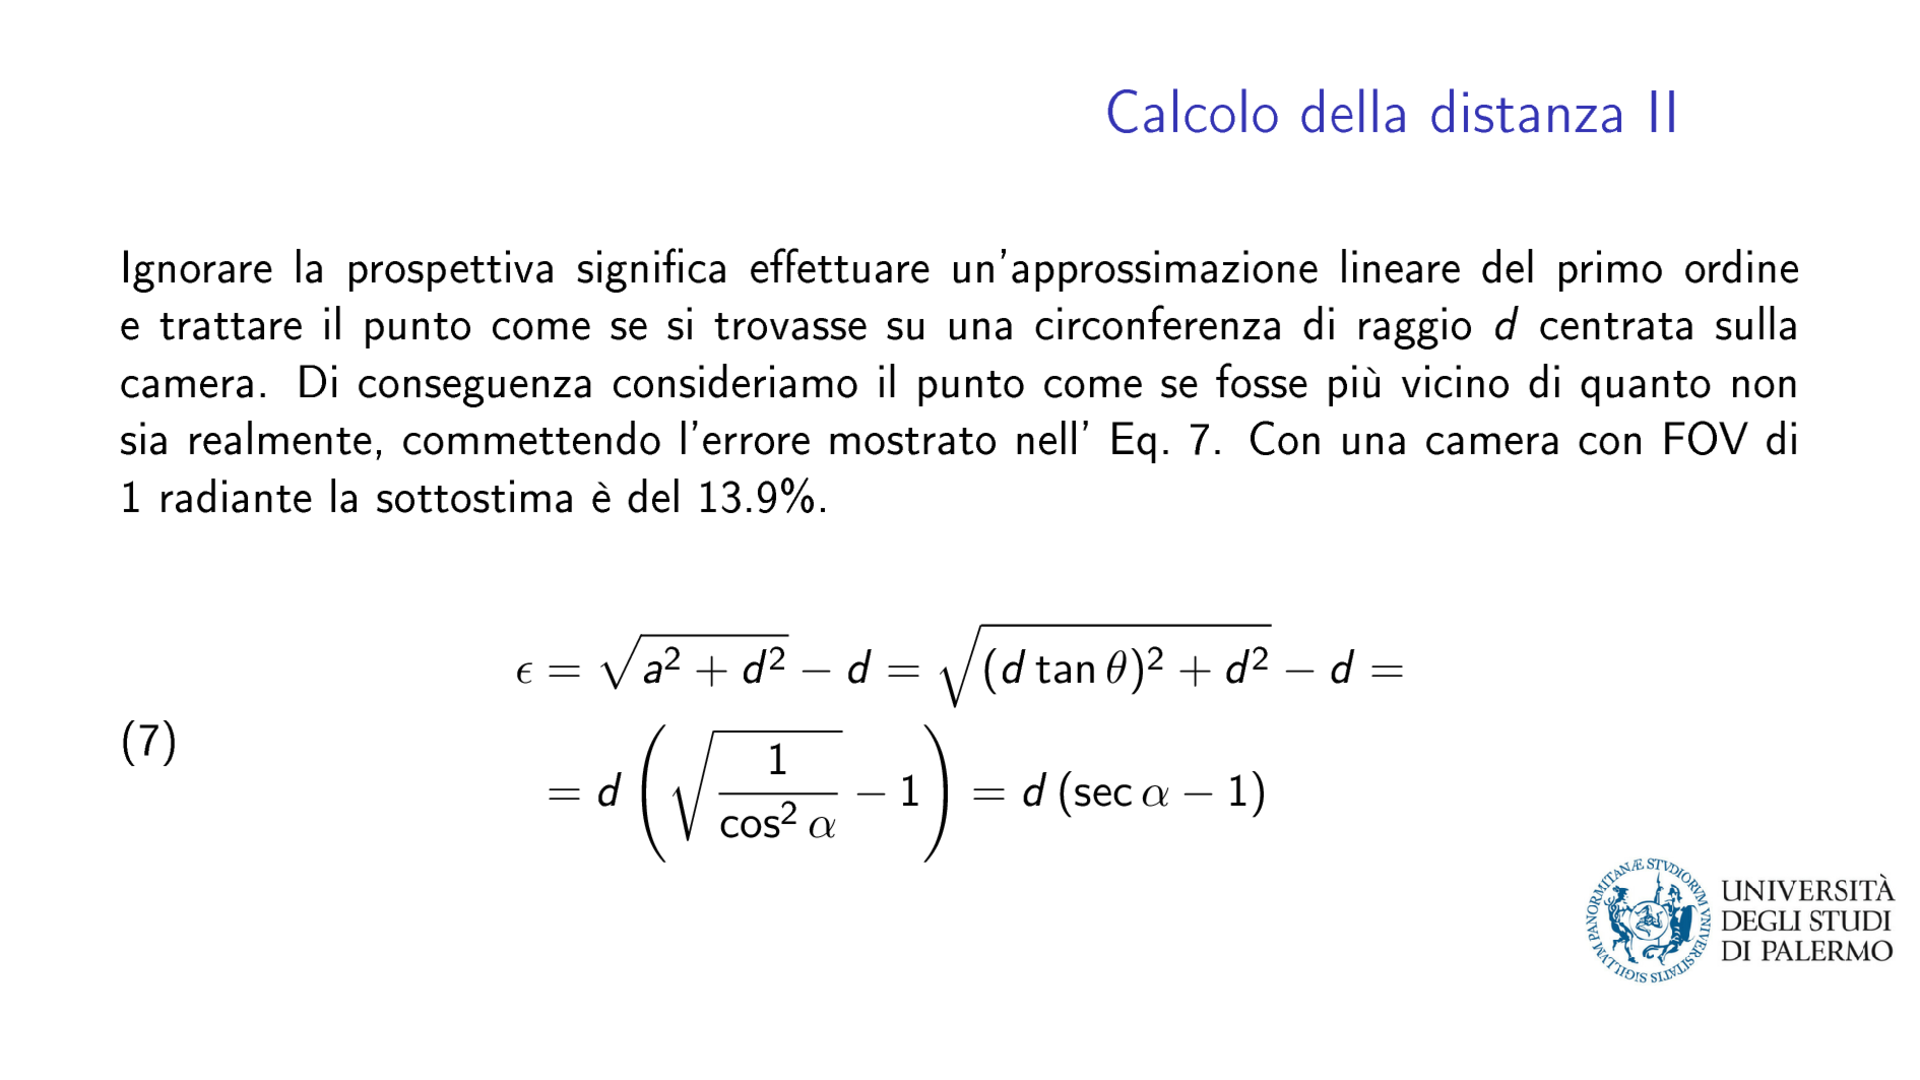 Calcolo della distanza II
Ignorare la prospettiva significa effettuare un'approssimazione lineare del primo ordine
e trattare il punto come se si trovasse su una circonferenza di raggio d centrata sulla
camera. Di conseguenza consideriamo il punto come se fosse più vicino di quanto non
sia realmente, commettendo l'errore mostrato nell' Eq. 7. Con una camera con FOV di
1 radiante la sottostima è del 13.9%.
ϵ = √(a² + d²) − d = √((d tan θ)² + d²) − d =
(7)
= d (√(1/cos² α) − 1) = d (sec α − 1)
SIGILLVM PANORMITANÆ STVDIORVM VNIVERSITATIS
UNIVERSITÀ
DEGLI STUDI
DI PALERMO